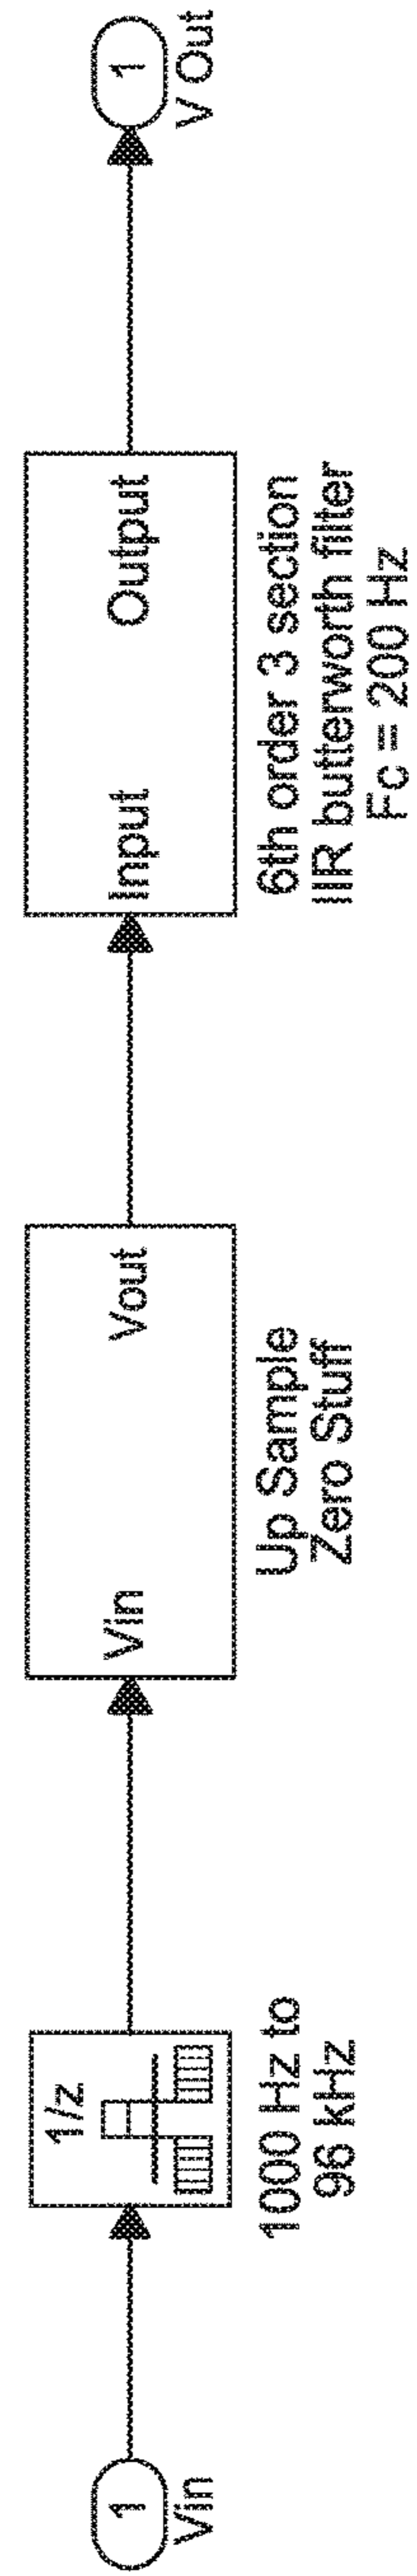 1
Vin
1/z
1000 Hz to
96 kHz
Vin
Vout
Up Sample
Zero Stuff
Input
Output
6th order 3 section
IIR butterworth filter
Fc = 200 Hz
1
V Out